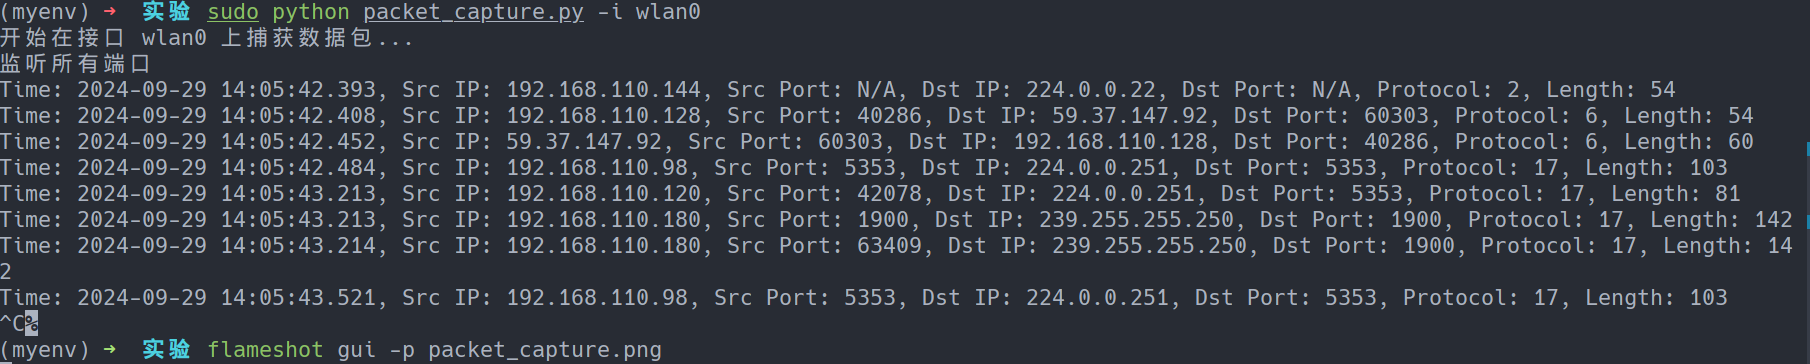 (myenv) → 实验 sudo python packet_capture.py -i wlan0
开始在接口 wlan0 上捕获数据包...
监听所有端口
Time: 2024-09-29 14:05:42.393, Src IP: 192.168.110.144, Src Port: N/A, Dst IP: 224.0.0.22, Dst Port: N/A, Protocol: 2, Length: 54
Time: 2024-09-29 14:05:42.408, Src IP: 192.168.110.128, Src Port: 40286, Dst IP: 59.37.147.92, Dst Port: 60303, Protocol: 6, Length: 54
Time: 2024-09-29 14:05:42.452, Src IP: 59.37.147.92, Src Port: 60303, Dst IP: 192.168.110.128, Dst Port: 40286, Protocol: 6, Length: 60
Time: 2024-09-29 14:05:42.484, Src IP: 192.168.110.98, Src Port: 5353, Dst IP: 224.0.0.251, Dst Port: 5353, Protocol: 17, Length: 103
Time: 2024-09-29 14:05:43.213, Src IP: 192.168.110.120, Src Port: 42078, Dst IP: 224.0.0.251, Dst Port: 5353, Protocol: 17, Length: 81
Time: 2024-09-29 14:05:43.213, Src IP: 192.168.110.180, Src Port: 1900, Dst IP: 239.255.255.250, Dst Port: 1900, Protocol: 17, Length: 142
Time: 2024-09-29 14:05:43.214, Src IP: 192.168.110.180, Src Port: 63409, Dst IP: 239.255.255.250, Dst Port: 1900, Protocol: 17, Length: 14
2
Time: 2024-09-29 14:05:43.521, Src IP: 192.168.110.98, Src Port: 5353, Dst IP: 224.0.0.251, Dst Port: 5353, Protocol: 17, Length: 103
^C%
(myenv) → 实验 flameshot gui -p packet_capture.png